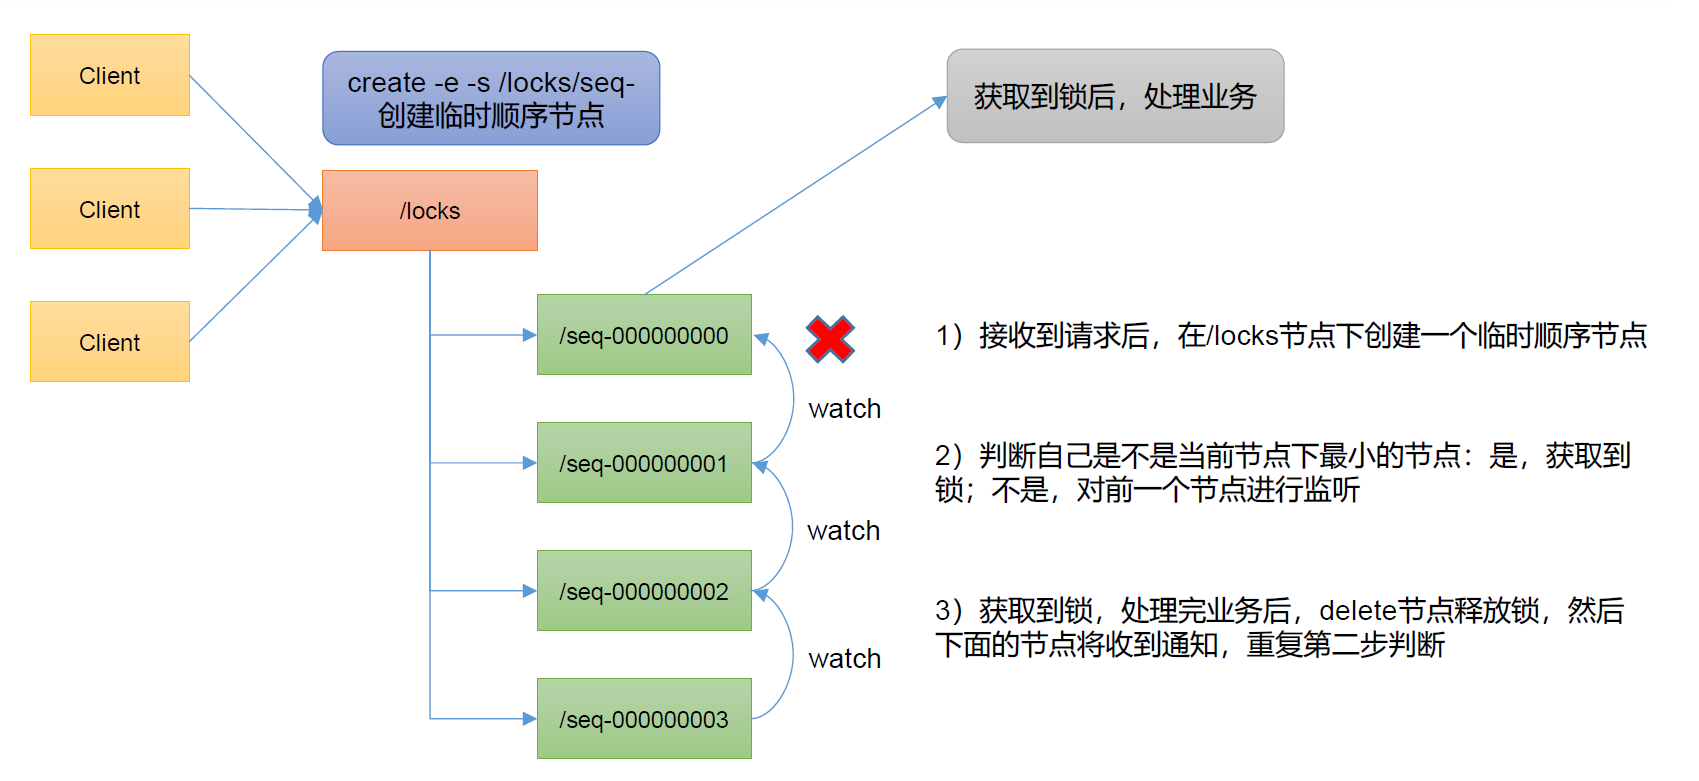 Client
Client
Client
create -e -s /locks/seq-
创建临时顺序节点
/locks
获取到锁后，处理业务
/seq-000000000
watch
/seq-000000001
watch
/seq-000000002
watch
/seq-000000003
1）接收到请求后，在/locks节点下创建一个临时顺序节点
2）判断自己是不是当前节点下最小的节点：是，获取到
锁；不是，对前一个节点进行监听
3）获取到锁，处理完业务后，delete节点释放锁，然后
下面的节点将收到通知，重复第二步判断